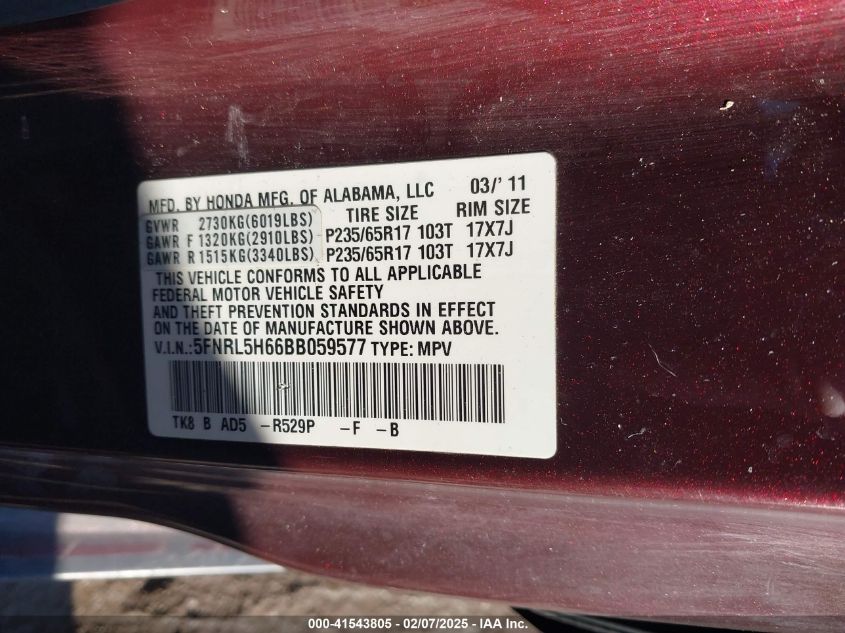 MFD. BY HONDA MFG. OF ALABAMA, LLC 03/'11
GVWR 2730KG(6019LBS) TIRE SIZE RIM SIZE
GAWR F 1320KG(2910LBS) P235/65R17 103T 17X7J
GAWR R 1515KG(3340LBS) P235/65R17 103T 17X7J
THIS VEHICLE CONFORMS TO ALL APPLICABLE
FEDERAL MOTOR VEHICLE SAFETY
AND THEFT PREVENTION STANDARDS IN EFFECT
ON THE DATE OF MANUFACTURE SHOWN ABOVE.
V.I.N.:5FNRL5H66BB059577 TYPE: MPV
TK8 B AD5 -R529P -F -B
000-41543805 - 02/07/2025 - IAA Inc.